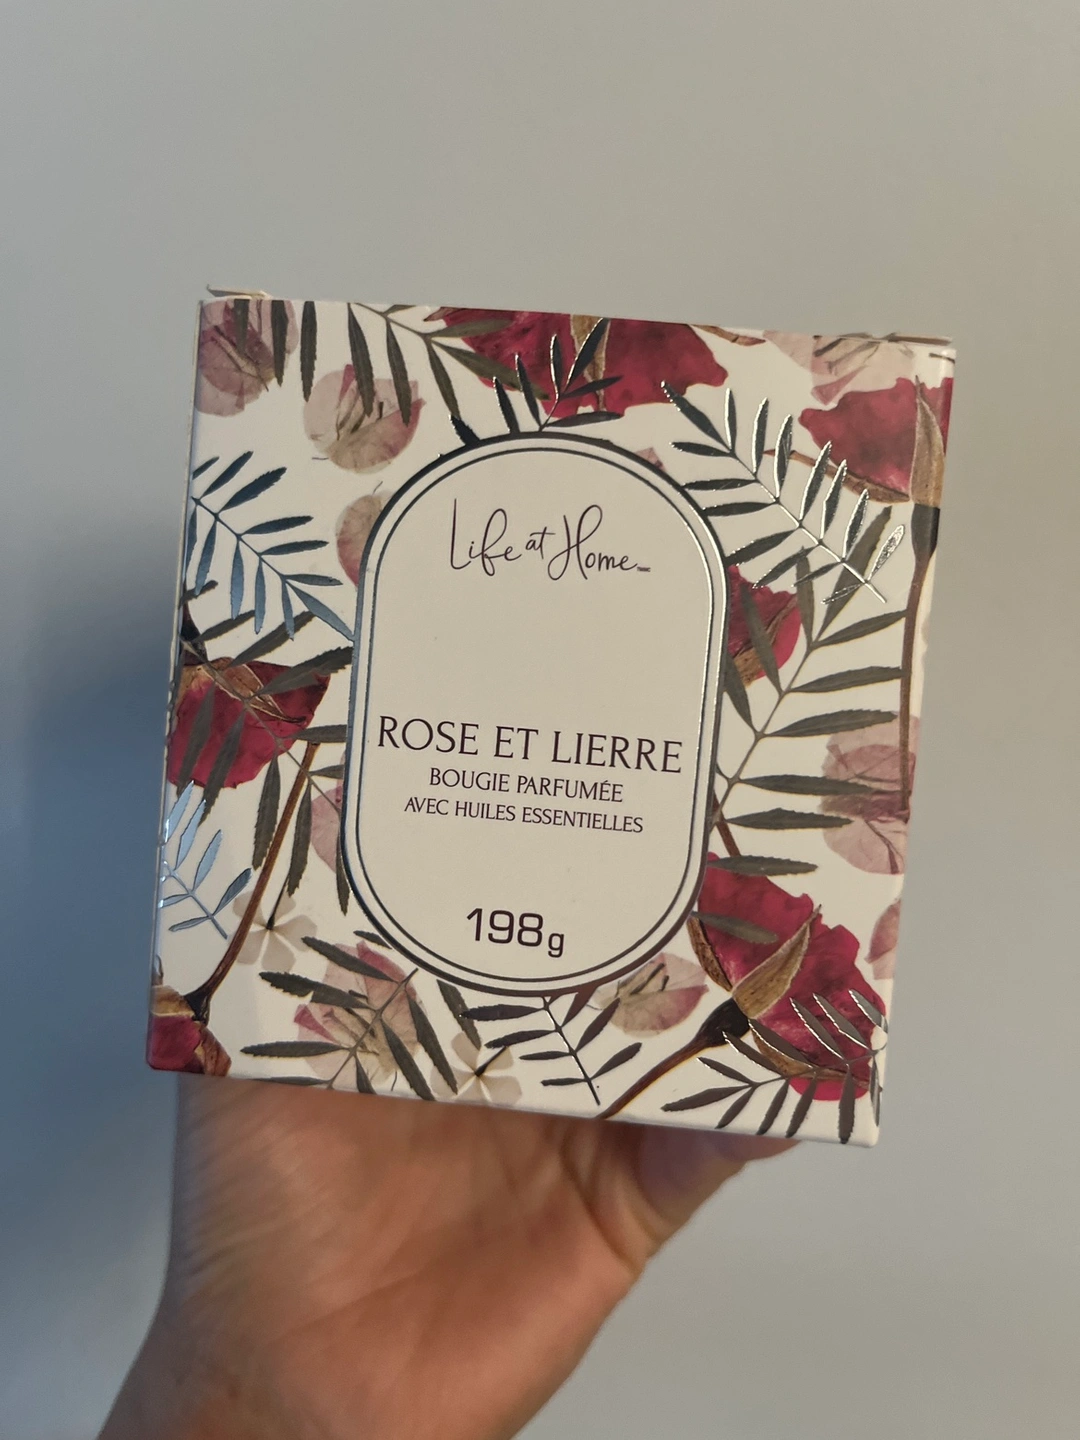 Life at Home
ROSE ET LIERRE
BOUGIE PARFUMÉE
AVEC HUILES ESSENTIELLES
198g